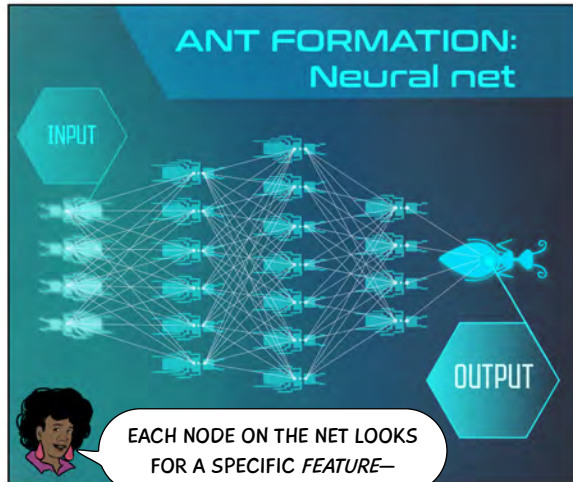 ANT FORMATION:
Neural net
INPUT
OUTPUT
EACH NODE ON THE NET LOOKS
FOR A SPECIFIC FEATURE—